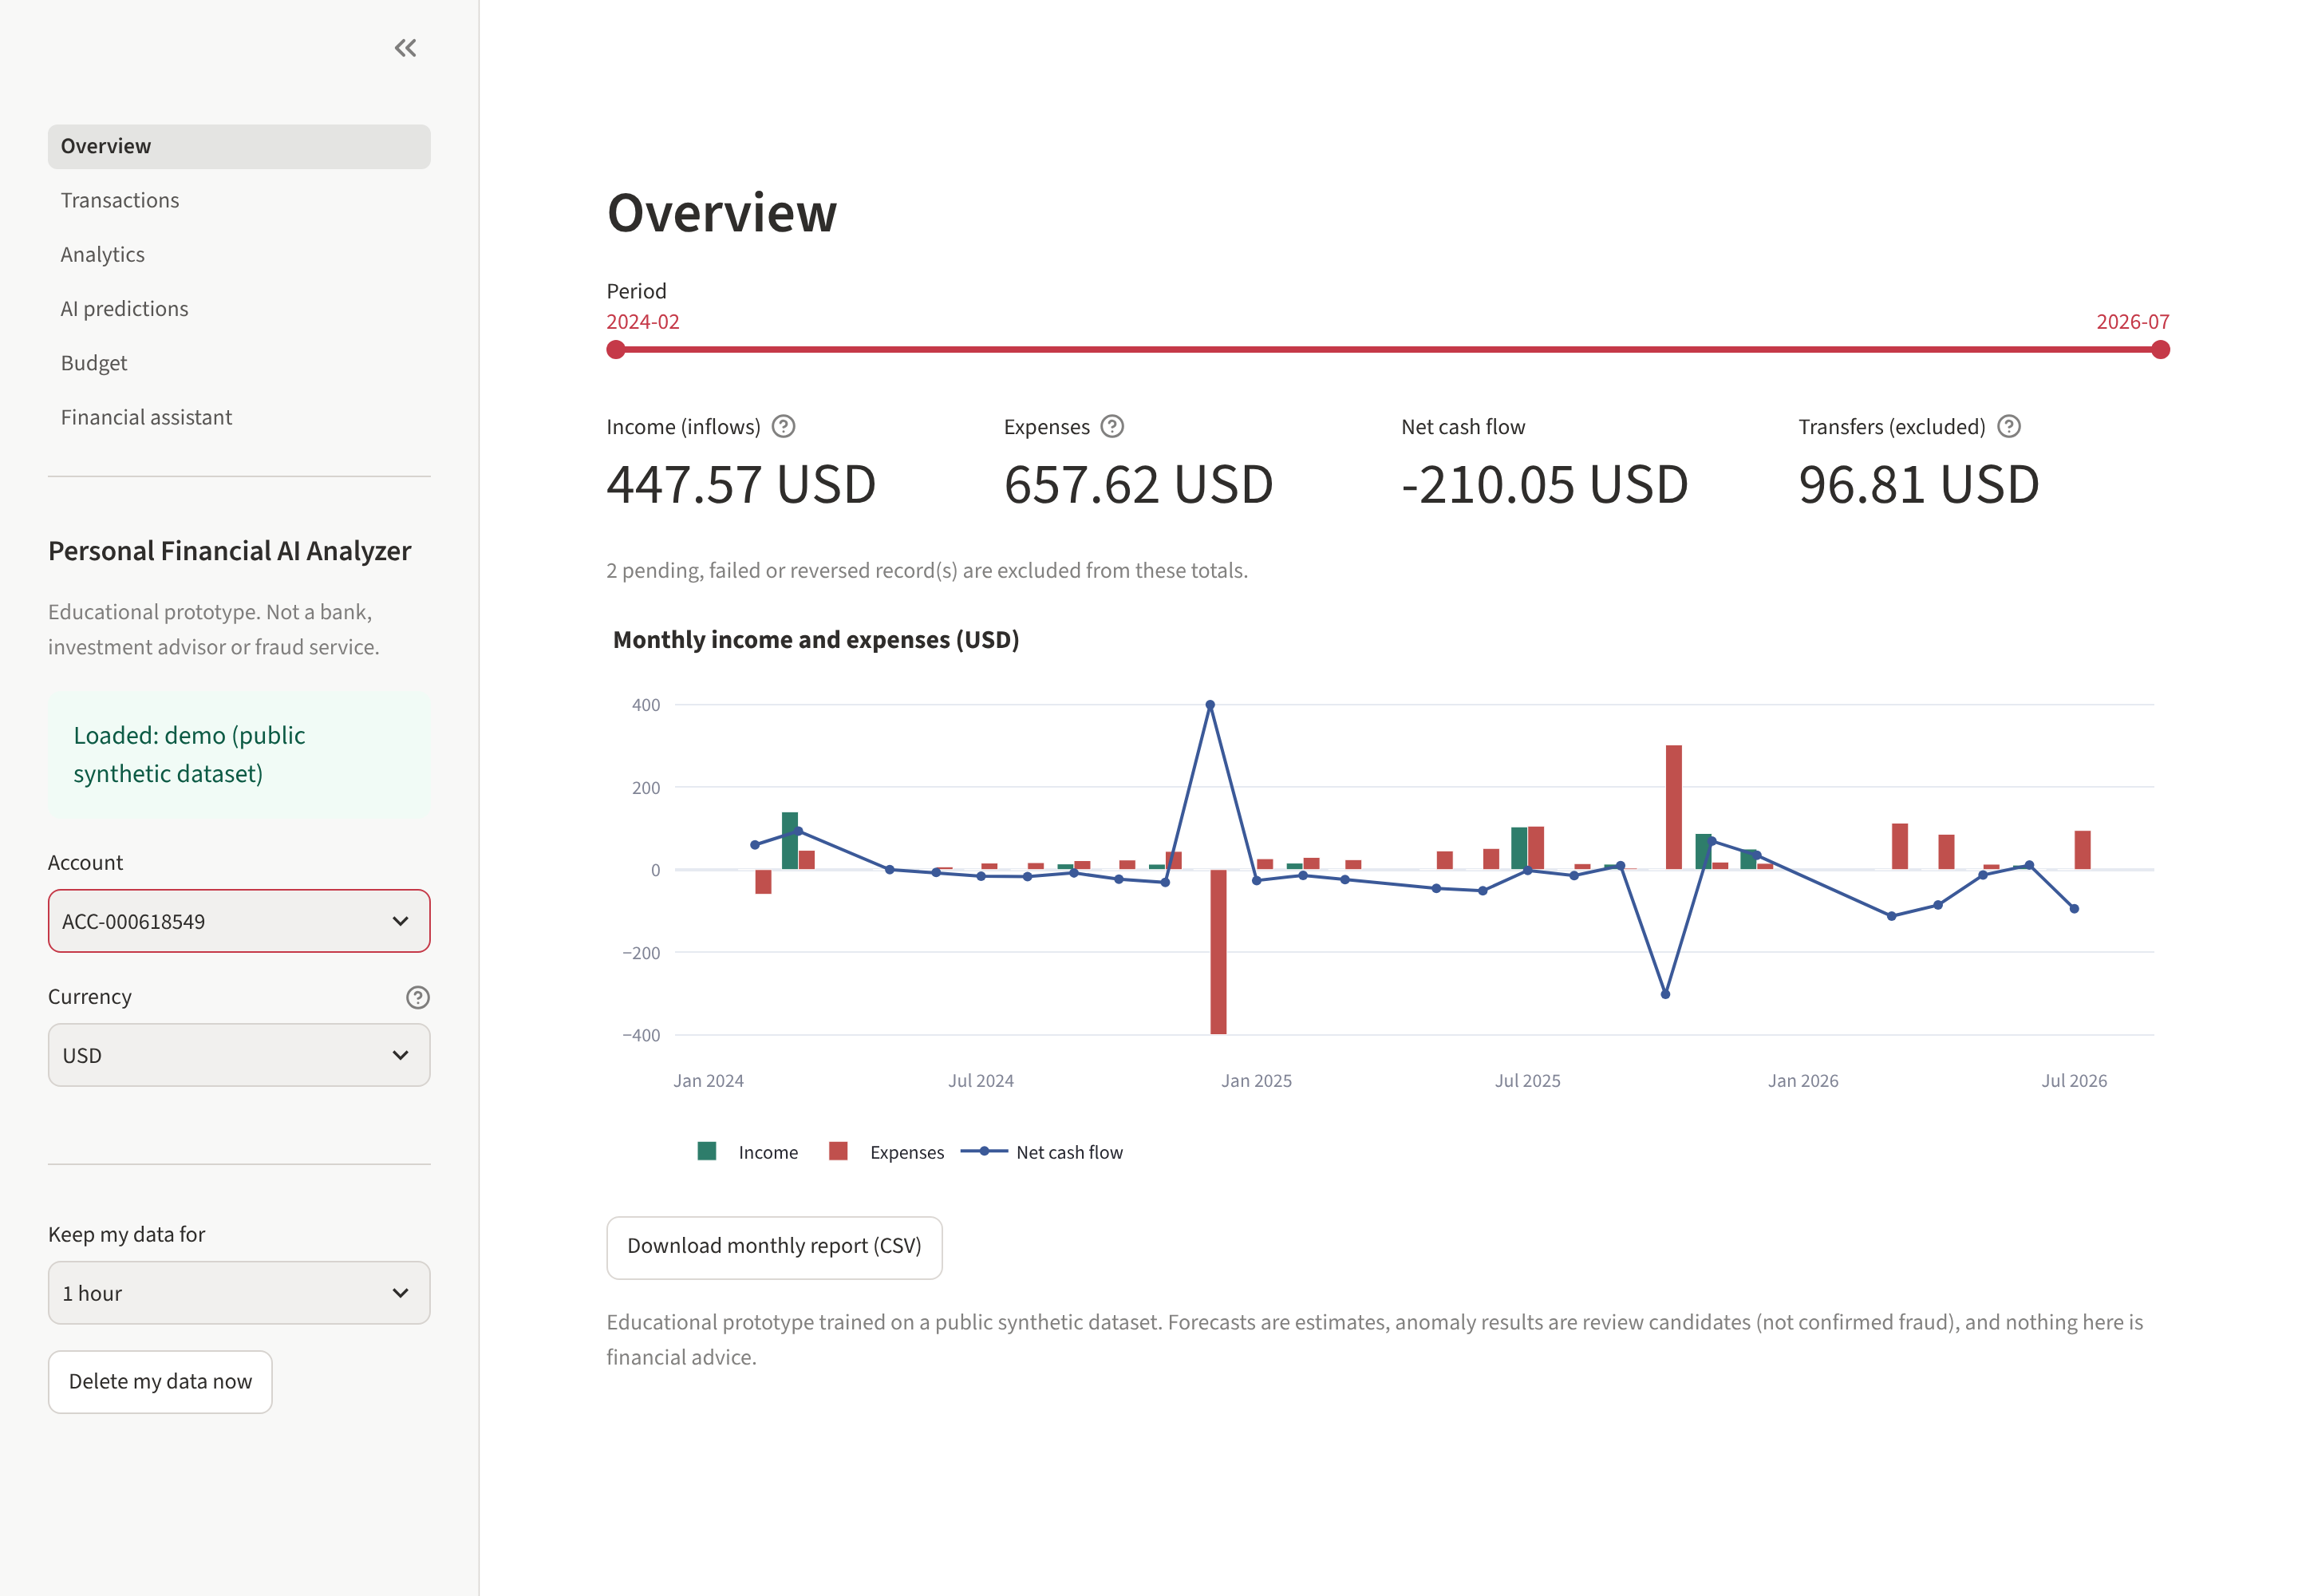 Overview
Transactions
Analytics
AI predictions
Budget
Financial assistant
Personal Financial AI Analyzer
Educational prototype. Not a bank,
investment advisor or fraud service.
Loaded: demo (public
synthetic dataset)
Account
ACC-000618549
Currency
USD
Keep my data for
1 hour
Delete my data now
Overview
Period
2024-02 2026-07
Income (inflows) Expenses Net cash flow Transfers (excluded)
447.57 USD 657.62 USD -210.05 USD 96.81 USD
2 pending, failed or reversed record(s) are excluded from these totals.
Monthly income and expenses (USD)
400
200
0
−200
−400
Jan 2024 Jul 2024 Jan 2025 Jul 2025 Jan 2026 Jul 2026
Income Expenses Net cash flow
Download monthly report (CSV)
Educational prototype trained on a public synthetic dataset. Forecasts are estimates, anomaly results are review candidates (not confirmed fraud), and nothing here is
financial advice.